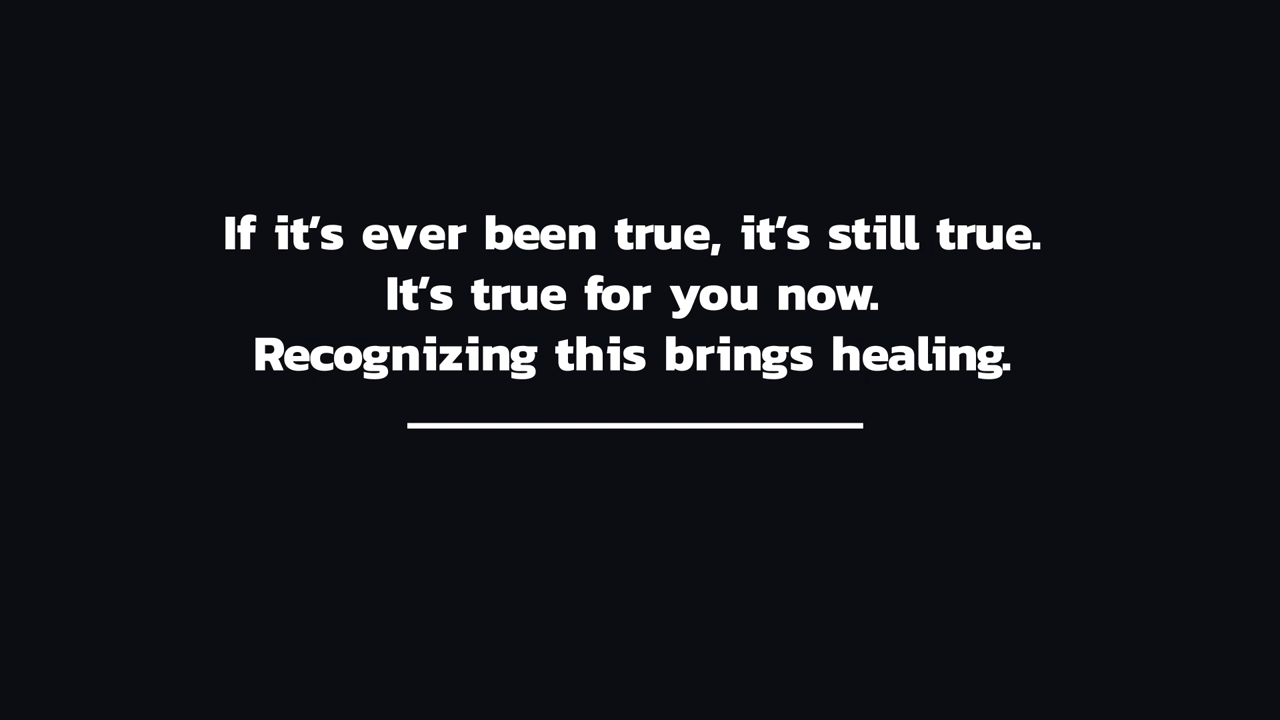 If it’s ever been true, it’s still true.
It’s true for you now.
Recognizing this brings healing.